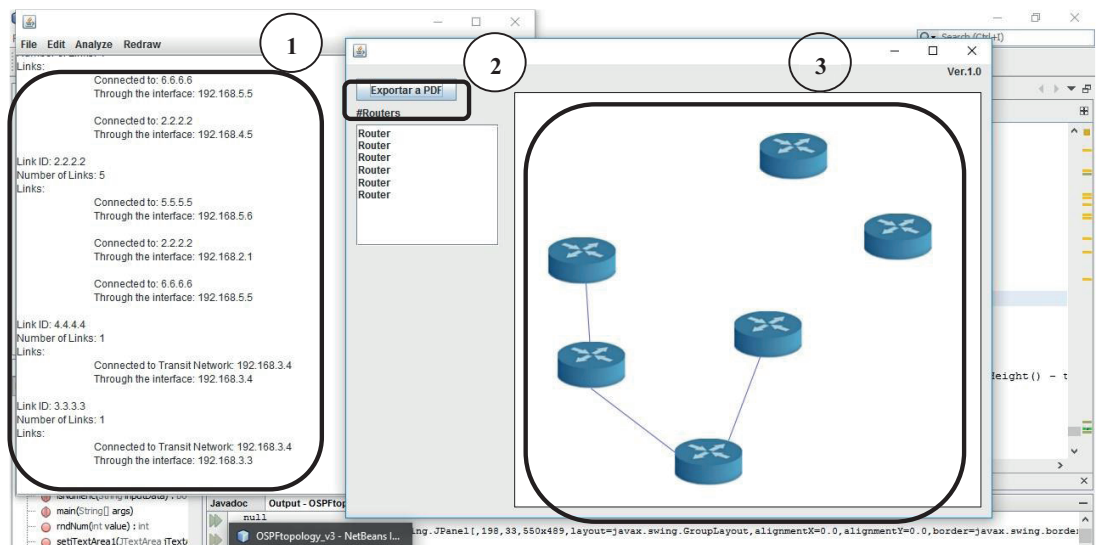 1
2
3
File Edit Analyze Redraw
Links:
Connected to: 6.6.6.6
Through the interface: 192.168.5.5
Connected to: 2.2.2.2
Through the interface: 192.168.4.5
Link ID: 2.2.2.2
Number of Links: 5
Links:
Connected to: 5.5.5.5
Through the interface: 192.168.5.6
Connected to: 2.2.2.2
Through the interface: 192.168.2.1
Connected to: 6.6.6.6
Through the interface: 192.168.5.5
Link ID: 4.4.4.4
Number of Links: 1
Links:
Connected to Transit Network: 192.168.3.4
Through the interface: 192.168.3.4
Link ID: 3.3.3.3
Number of Links: 1
Links:
Connected to Transit Network: 192.168.3.4
Through the interface: 192.168.3.3
Exportar a PDF
#Routers
Router
Router
Router
Router
Router
Router
Ver.1.0
Search (Ctrl+I)
eight() - t
main(String[] args)
rndNum(int value) : int
Javadoc
Output - OSPFtop
null
OSPFtopology_v3 - NetBeans I...
ing.JPanel[,198,33,550x489,layout=javax.swing.GroupLayout,alignmentX=0.0,alignmentY=0.0,border=javax.swing.border